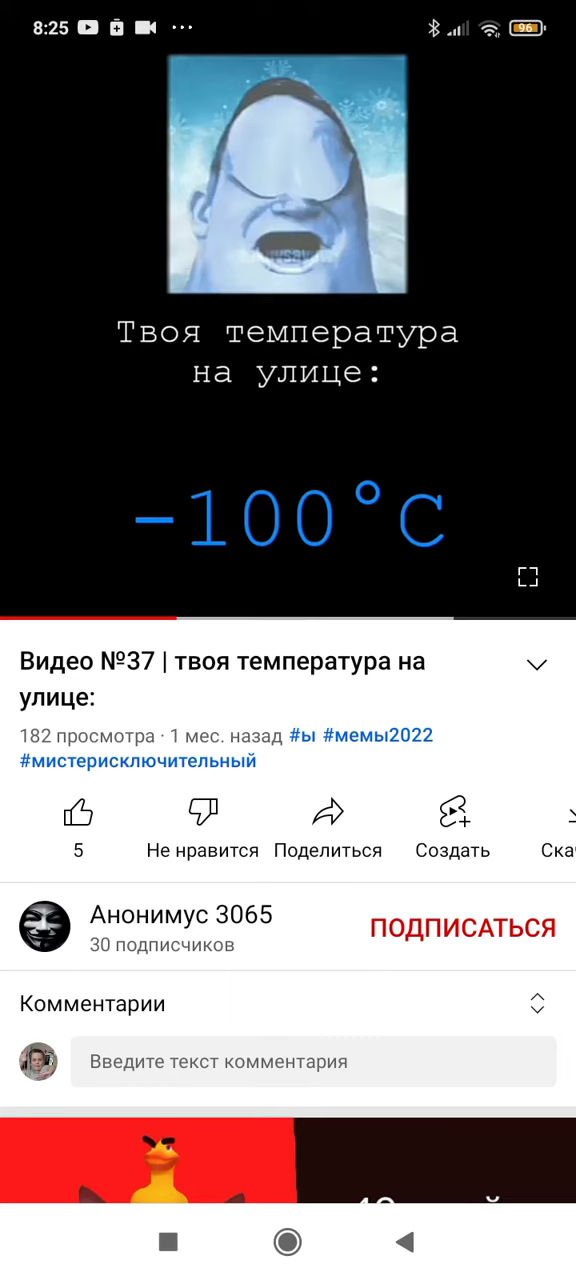 8:25
96
Твоя температура
на улице:
-100°C
Видео №37 | твоя температура на
улице:
182 просмотра · 1 мес. назад #ы #мемы2022
#мистерисключительный
5
Не нравится
Поделиться
Создать
Анонимус 3065
30 подписчиков
ПОДПИСАТЬСЯ
Комментарии
Введите текст комментария